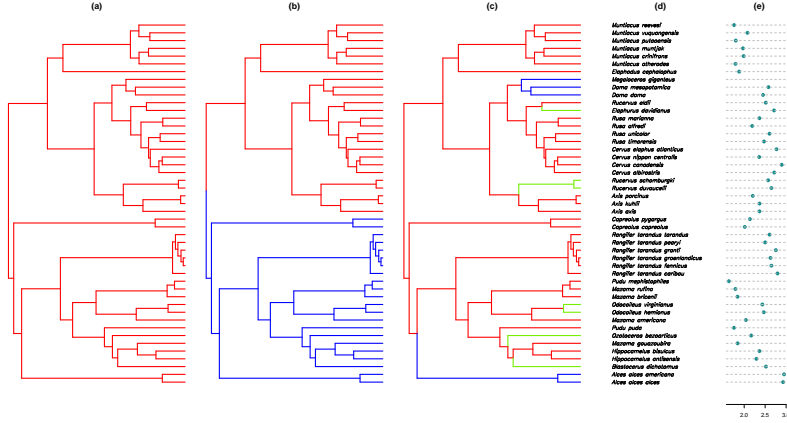 (a) (b) (c) (d) (e)
Muntiacus reevesi
Muntiacus vuquangensis
Muntiacus putaoensis
Muntiacus muntjak
Muntiacus crinifrons
Muntiacus atherodes
Elaphodus cephalophus
Megaloceros giganteus
Dama mesopotamica
Dama dama
Rucervus eldii
Elaphurus davidianus
Rusa marianna
Rusa alfredi
Rusa unicolor
Rusa timorensis
Cervus elaphus atlanticus
Cervus nippon centralis
Cervus canadensis
Cervus albirostris
Rucervus schomburgki
Rucervus duvaucelii
Axis porcinus
Axis kuhlii
Axis axis
Capreolus pygargus
Capreolus capreolus
Rangifer tarandus tarandus
Rangifer tarandus pearyi
Rangifer tarandus granti
Rangifer tarandus groenlandicus
Rangifer tarandus fennicus
Rangifer tarandus caribou
Pudu mephistophiles
Mazama rufina
Mazama bricenii
Odocoileus virginianus
Odocoileus hemionus
Mazama americana
Pudu puda
Ozotoceros bezoarticus
Mazama gouazoubira
Hippocamelus bisulcus
Hippocamelus antisensis
Blastocerus dichotomus
Alces alces americana
Alces alces alces
2.0 2.5